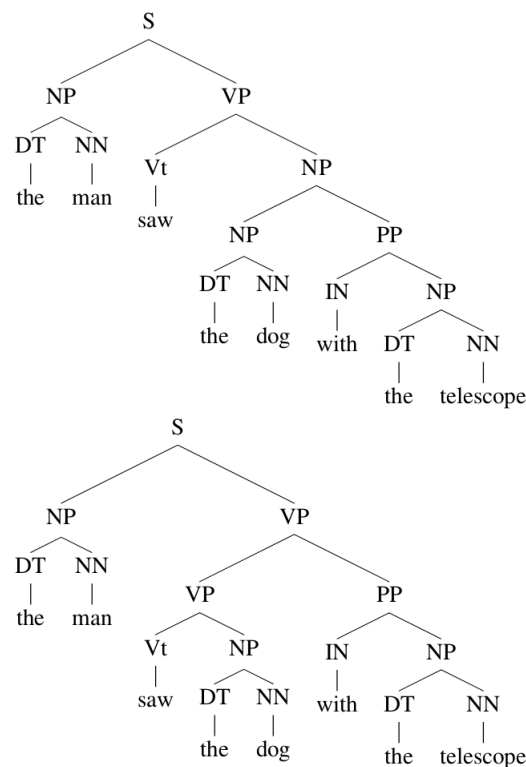 S
NP VP
DT NN Vt NP
the man saw
NP PP
DT NN IN NP
the dog with DT NN
the telescope
S
NP VP
DT NN VP PP
the man Vt NP IN NP
saw DT NN with DT NN
the dog the telescope